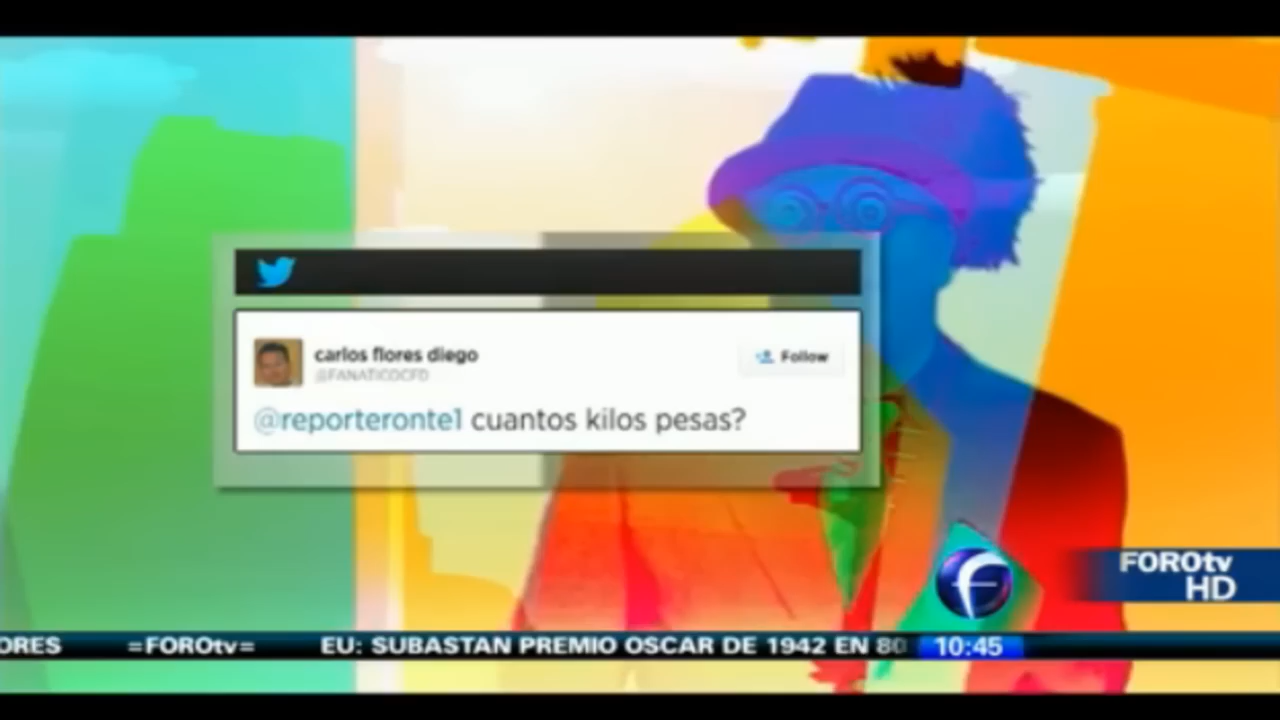 carlos flores diego
@FANATICOCFD
Follow
@reporteronte1 cuantos kilos pesas?
FOROtv
HD
ORES =FOROtv= EU: SUBASTAN PREMIO OSCAR DE 1942 EN 80
10:45